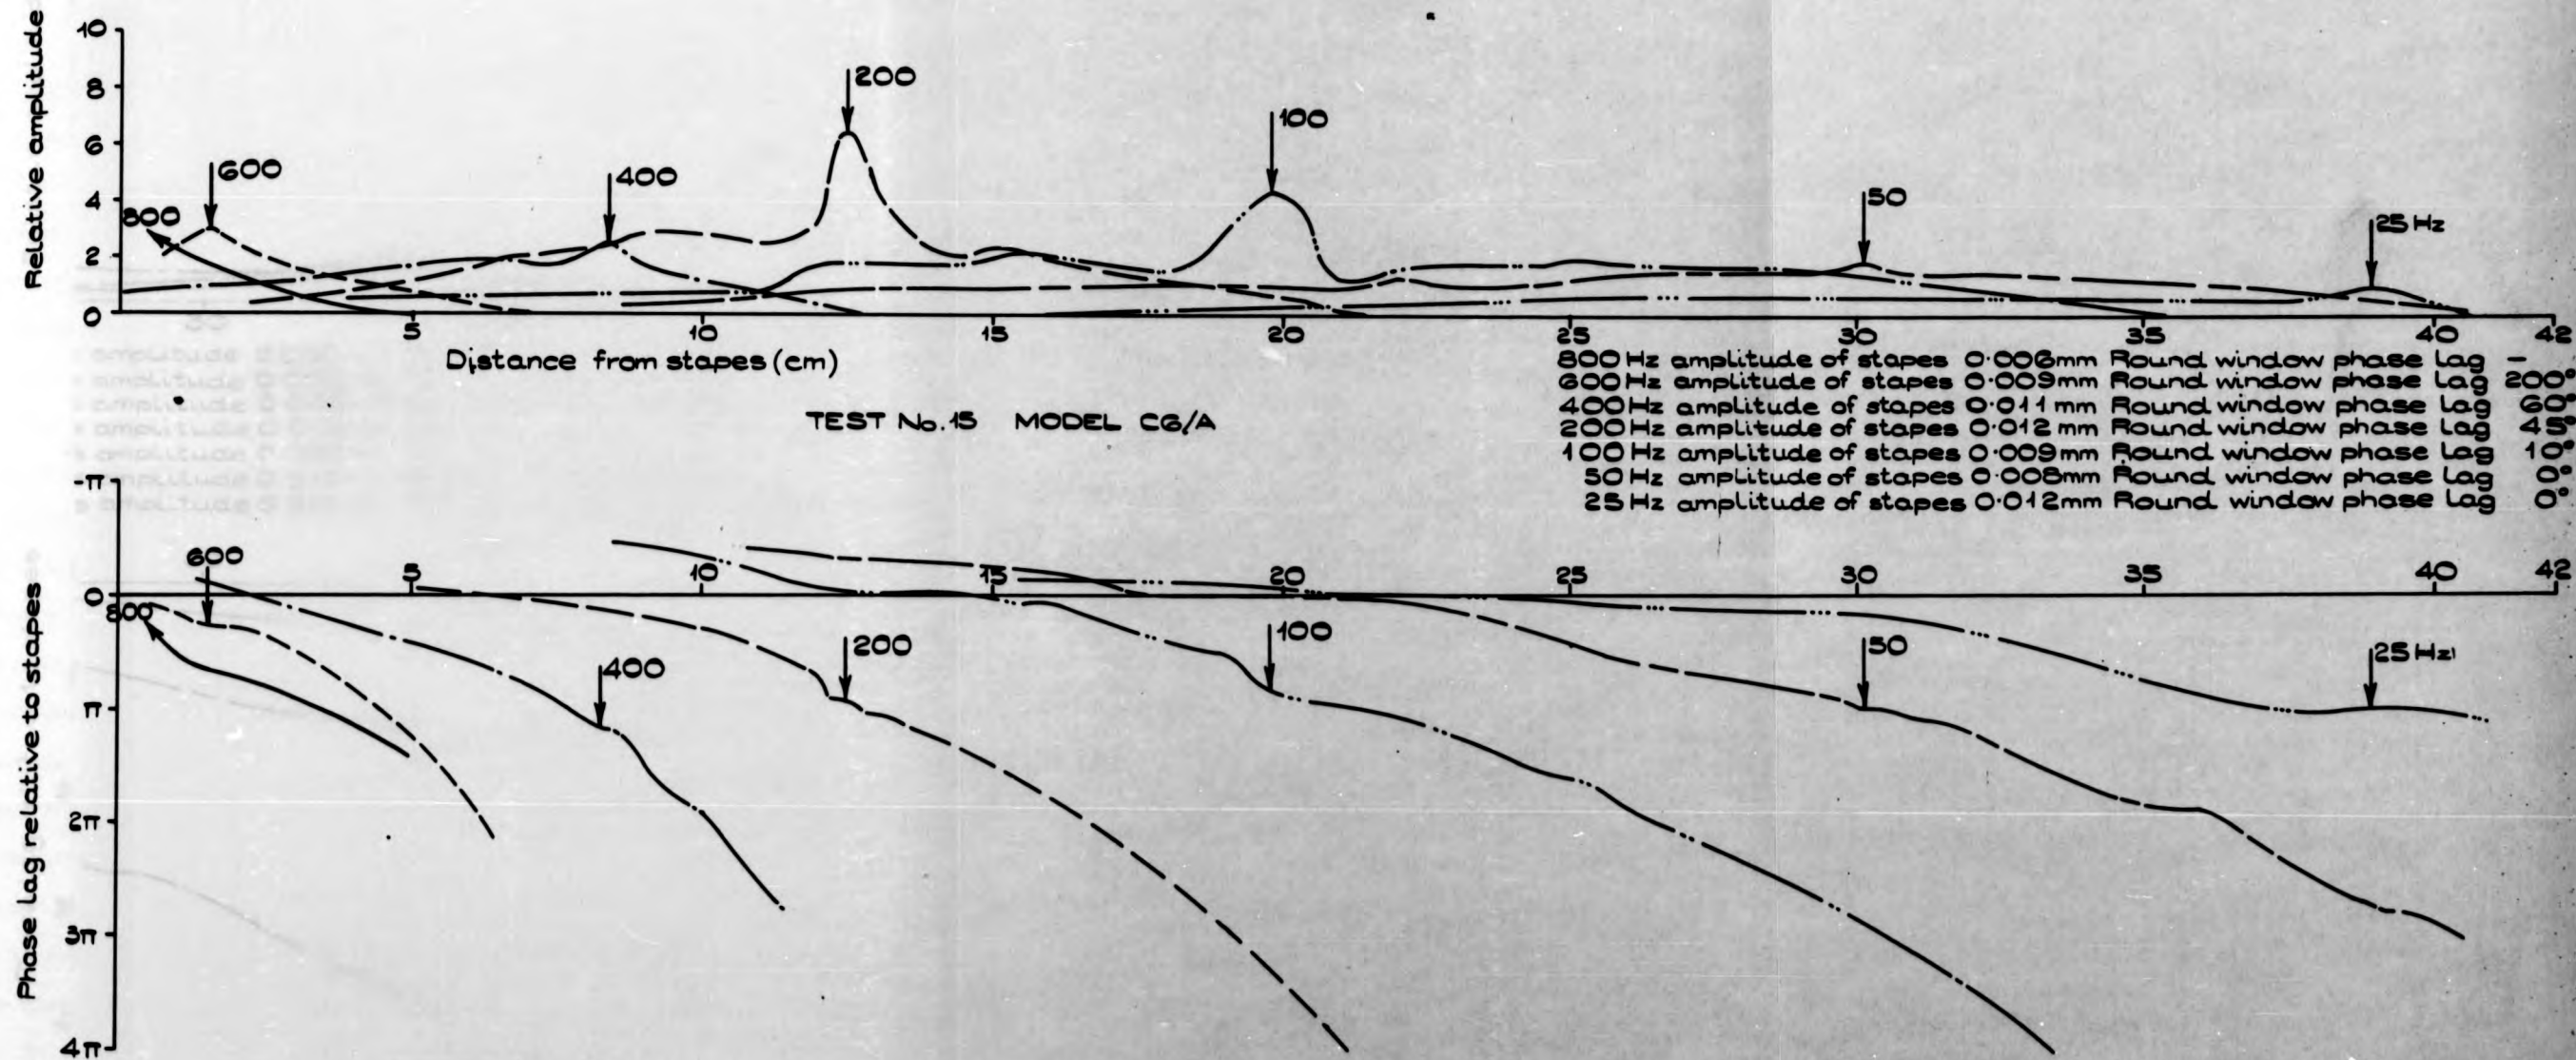 Relative amplitude
10
8
6
4
2
0
800
600
400
200
100
50
25 Hz
5 10 15 20 25 30 35 40 42
Distance from stapes (cm)
800 Hz amplitude of stapes 0·006mm Round window phase lag –
600 Hz amplitude of stapes 0·009mm Round window phase lag 200°
400 Hz amplitude of stapes 0·011 mm Round window phase lag 60°
200 Hz amplitude of stapes 0·012 mm Round window phase lag 45°
100 Hz amplitude of stapes 0·009mm Round window phase lag 10°
50 Hz amplitude of stapes 0·008mm Round window phase lag 0°
25 Hz amplitude of stapes 0·012mm Round window phase lag 0°
TEST No. 15 MODEL C6/A
Phase lag relative to stapes
-π
0
π
2π
3π
4π
5 10 15 20 25 30 35 40 42
800
600
400
200
100
50
25 Hz